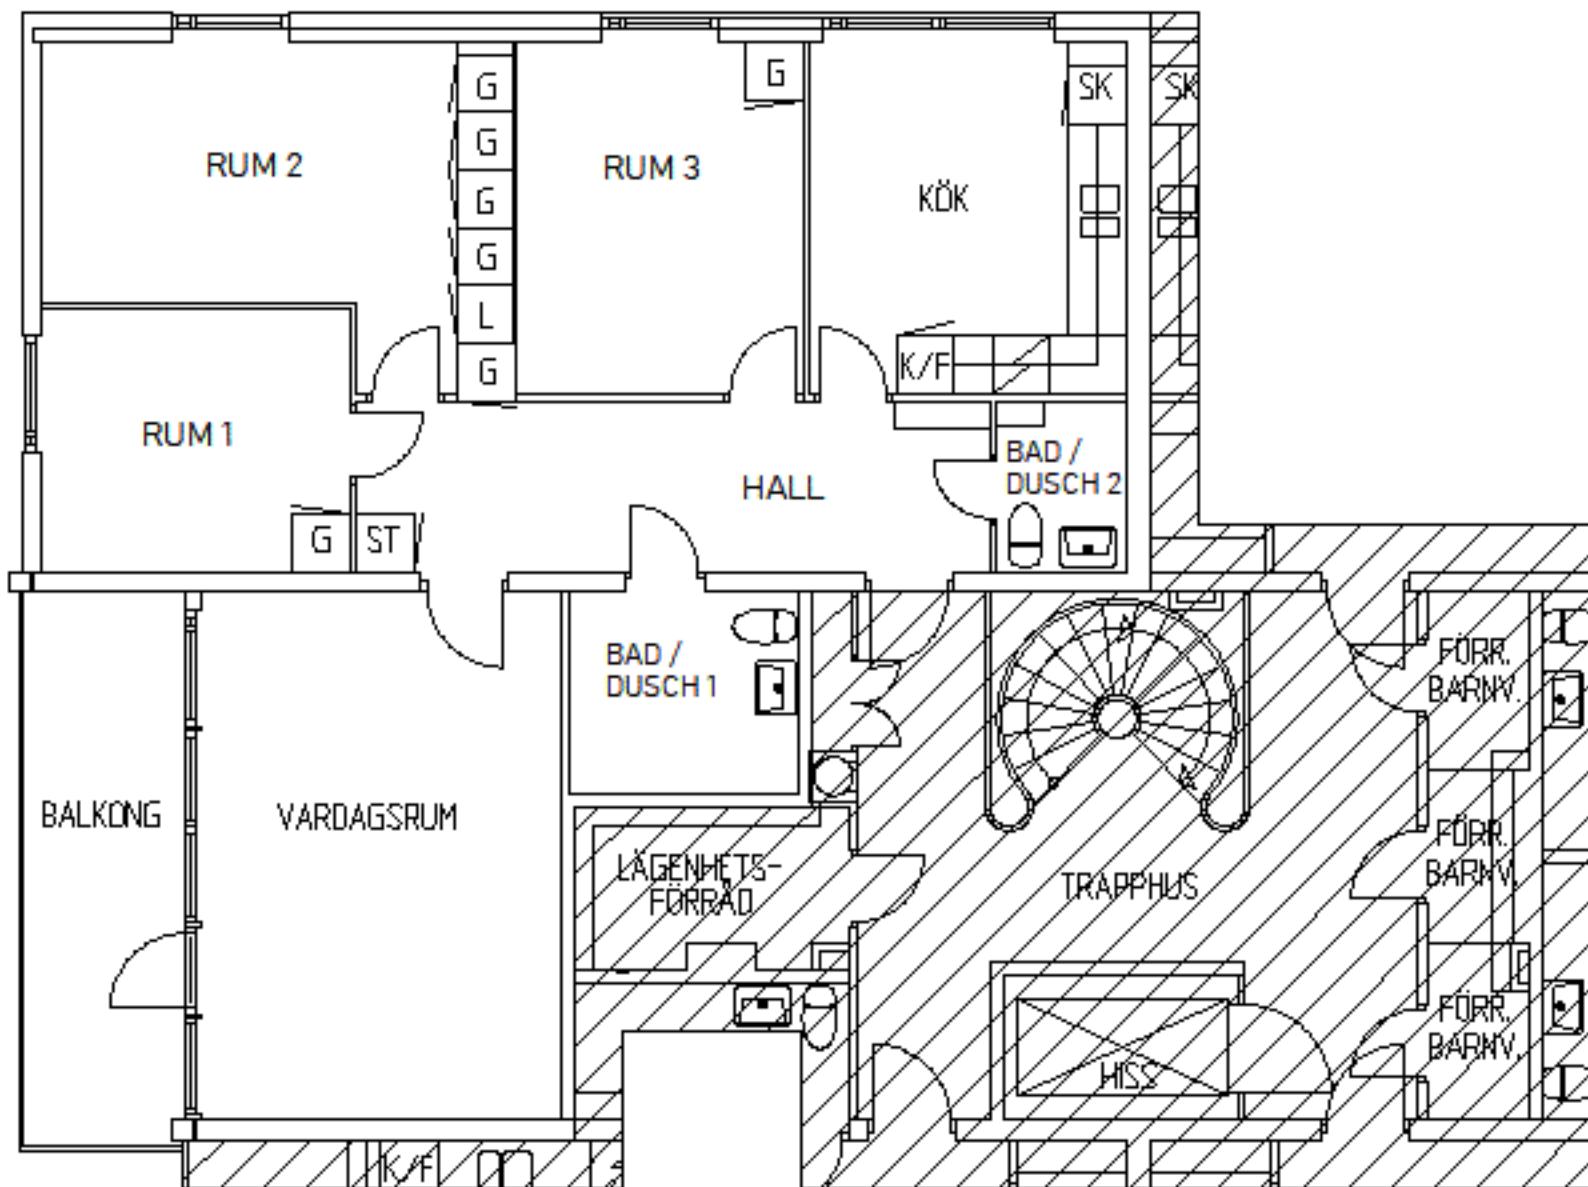 G
G
SK
SK
G
RUM 2
RUM 3
G
KÖK
G
L
G
K/F
RUM 1
BAD /
DUSCH 2
HALL
G
ST
BAD /
DUSCH 1
FÖRR.
BARNV.
BALKONG
VARDAGSRUM
FÖRR.
BARNV.
LÄGENHETS-
FÖRRÅD
TRAPPHUS
FÖRR.
BARNV.
HISS
K/F